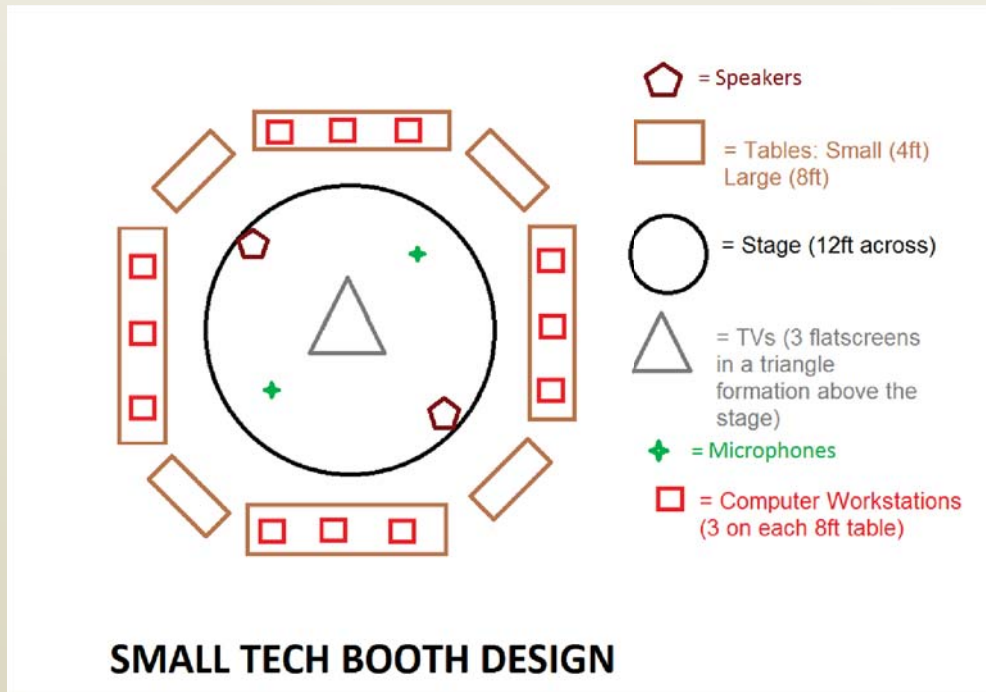 = Speakers
= Tables: Small (4ft)
Large (8ft)
= Stage (12ft across)
= TVs (3 flatscreens
in a triangle
formation above the
stage)
= Microphones
= Computer Workstations
(3 on each 8ft table)
SMALL TECH BOOTH DESIGN